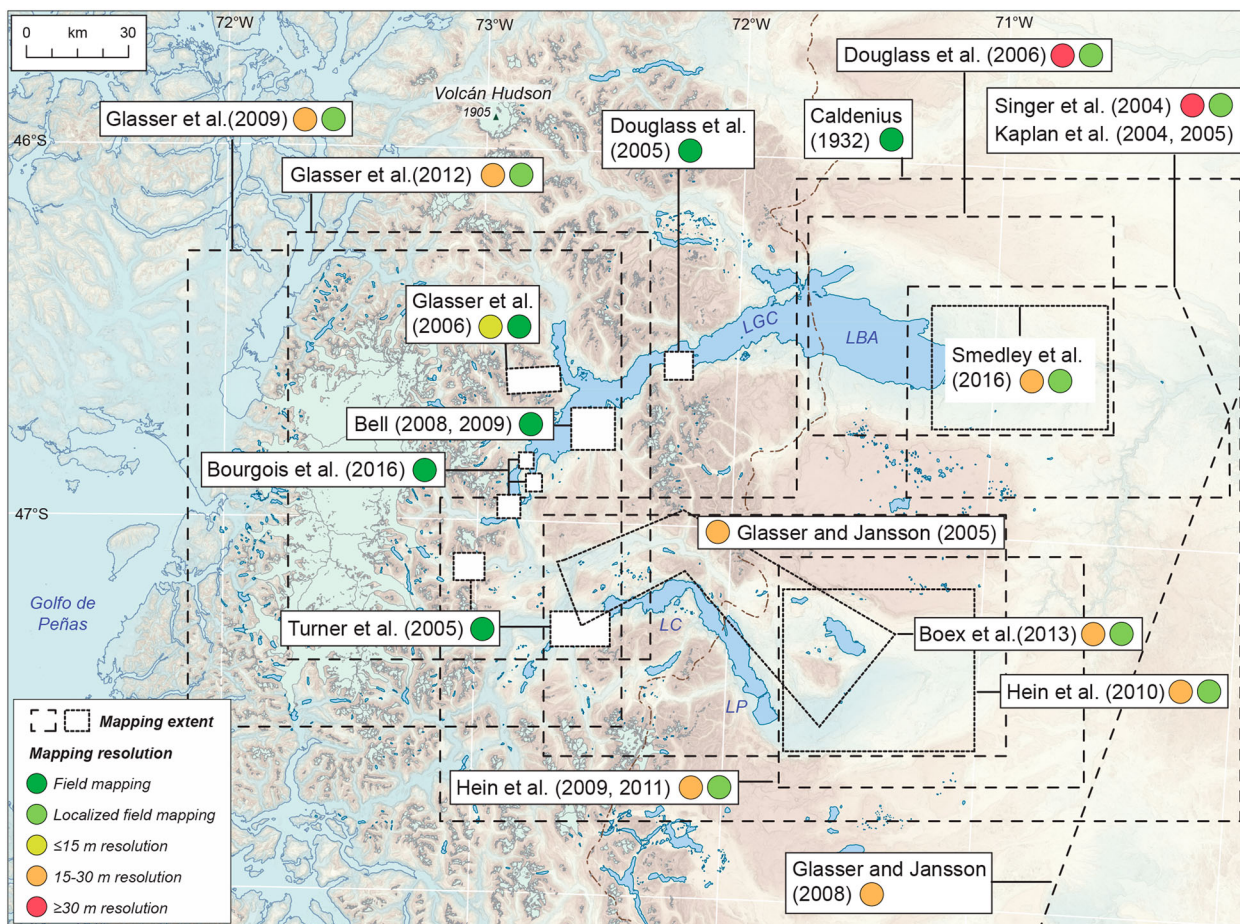 0 km 30
72°W
73°W
72°W
71°W
46°S
47°S
Volcán Hudson
1905
Glasser et al.(2009)
Glasser et al.(2012)
Douglass et al.
(2005)
Caldenius
(1932)
Douglass et al.
(2006)
Singer et al. (2004)
Kaplan et al. (2004, 2005)
Glasser et al.
(2006)
LGC
LBA
Smedley et al.
(2016)
Bell (2008, 2009)
Bourgois et al. (2016)
Glasser and Jansson (2005)
Golfo de
Peñas
Turner et al. (2005)
LC
LP
Boex et al.(2013)
Hein et al. (2010)
Hein et al. (2009, 2011)
Glasser and Jansson
(2008)
Mapping extent
Mapping resolution
Field mapping
Localized field mapping
≤15 m resolution
15-30 m resolution
≥30 m resolution